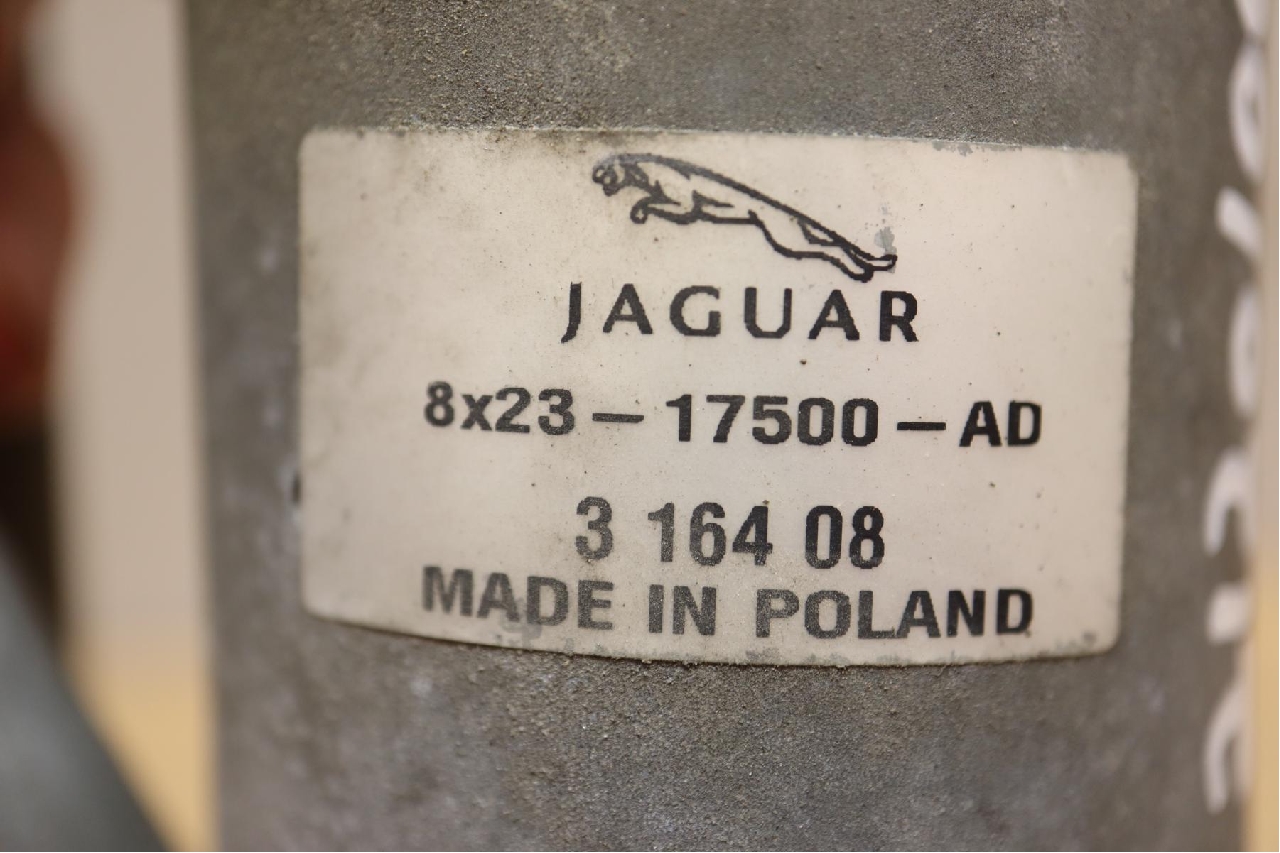 JAGUAR
8x23-17500-AD
3 164 08
MADE IN POLAND